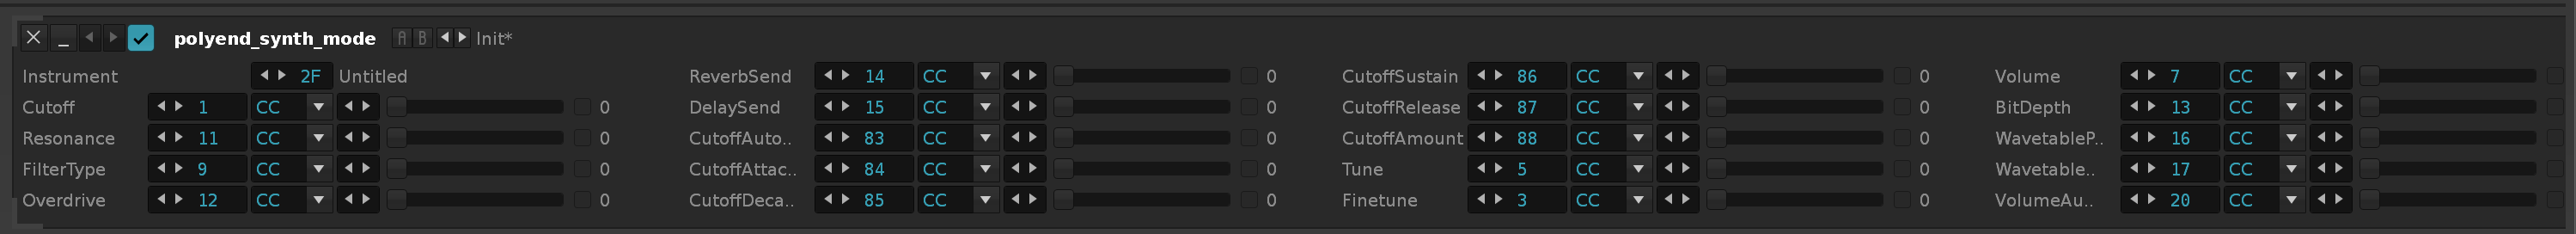 polyend_synth_mode A B Init*
Instrument 2F Untitled
Cutoff 1 CC 0
Resonance 11 CC 0
FilterType 9 CC 0
Overdrive 12 CC 0
ReverbSend 14 CC 0
DelaySend 15 CC 0
CutoffAuto.. 83 CC 0
CutoffAttac.. 84 CC 0
CutoffDeca.. 85 CC 0
CutoffSustain 86 CC 0
CutoffRelease 87 CC 0
CutoffAmount 88 CC 0
Tune 5 CC 0
Finetune 3 CC 0
Volume 7 CC
BitDepth 13 CC
WavetableP.. 16 CC
Wavetable.. 17 CC
VolumeAu.. 20 CC